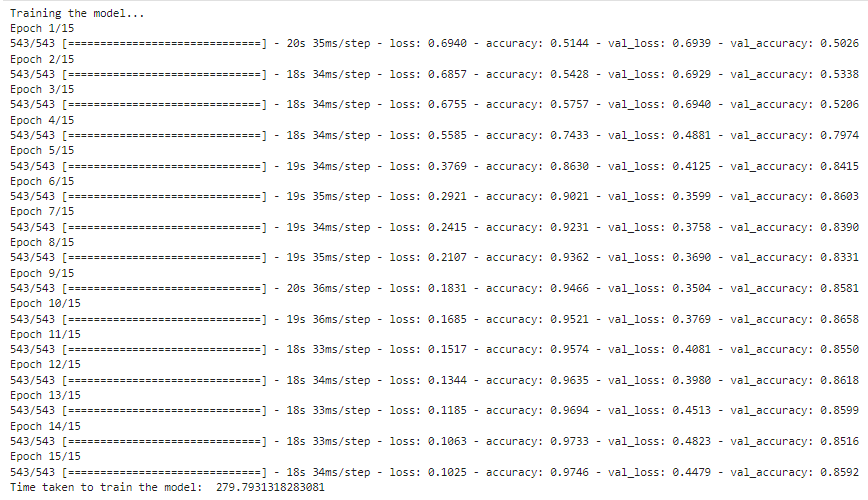 Training the model...
Epoch 1/15
543/543 [==============================] - 20s 35ms/step - loss: 0.6940 - accuracy: 0.5144 - val_loss: 0.6939 - val_accuracy: 0.5026
Epoch 2/15
543/543 [==============================] - 18s 34ms/step - loss: 0.6857 - accuracy: 0.5428 - val_loss: 0.6929 - val_accuracy: 0.5338
Epoch 3/15
543/543 [==============================] - 18s 34ms/step - loss: 0.6755 - accuracy: 0.5757 - val_loss: 0.6940 - val_accuracy: 0.5206
Epoch 4/15
543/543 [==============================] - 18s 34ms/step - loss: 0.5585 - accuracy: 0.7433 - val_loss: 0.4881 - val_accuracy: 0.7974
Epoch 5/15
543/543 [==============================] - 19s 34ms/step - loss: 0.3769 - accuracy: 0.8630 - val_loss: 0.4125 - val_accuracy: 0.8415
Epoch 6/15
543/543 [==============================] - 19s 35ms/step - loss: 0.2921 - accuracy: 0.9021 - val_loss: 0.3599 - val_accuracy: 0.8603
Epoch 7/15
543/543 [==============================] - 19s 34ms/step - loss: 0.2415 - accuracy: 0.9231 - val_loss: 0.3758 - val_accuracy: 0.8390
Epoch 8/15
543/543 [==============================] - 19s 35ms/step - loss: 0.2107 - accuracy: 0.9362 - val_loss: 0.3690 - val_accuracy: 0.8331
Epoch 9/15
543/543 [==============================] - 20s 36ms/step - loss: 0.1831 - accuracy: 0.9466 - val_loss: 0.3504 - val_accuracy: 0.8581
Epoch 10/15
543/543 [==============================] - 19s 36ms/step - loss: 0.1685 - accuracy: 0.9521 - val_loss: 0.3769 - val_accuracy: 0.8658
Epoch 11/15
543/543 [==============================] - 18s 33ms/step - loss: 0.1517 - accuracy: 0.9574 - val_loss: 0.4081 - val_accuracy: 0.8550
Epoch 12/15
543/543 [==============================] - 18s 34ms/step - loss: 0.1344 - accuracy: 0.9635 - val_loss: 0.3980 - val_accuracy: 0.8618
Epoch 13/15
543/543 [==============================] - 18s 33ms/step - loss: 0.1185 - accuracy: 0.9694 - val_loss: 0.4513 - val_accuracy: 0.8599
Epoch 14/15
543/543 [==============================] - 18s 33ms/step - loss: 0.1063 - accuracy: 0.9733 - val_loss: 0.4823 - val_accuracy: 0.8516
Epoch 15/15
543/543 [==============================] - 18s 34ms/step - loss: 0.1025 - accuracy: 0.9746 - val_loss: 0.4479 - val_accuracy: 0.8592
Time taken to train the model:  279.7931318283081